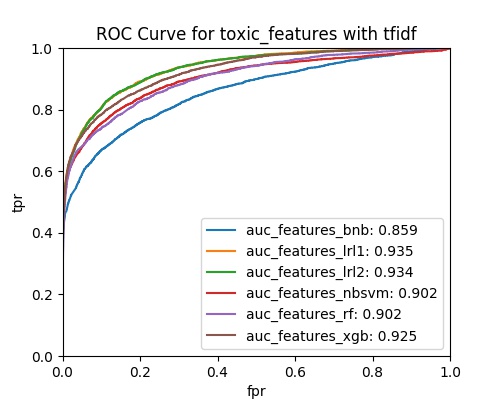 ROC Curve for toxic_features with tfidf
1.0
0.8
0.6
0.4
0.2
0.0
tpr
auc_features_bnb: 0.859
auc_features_lrl1: 0.935
auc_features_lrl2: 0.934
auc_features_nbsvm: 0.902
auc_features_rf: 0.902
auc_features_xgb: 0.925
0.0 0.2 0.4 0.6 0.8 1.0
fpr